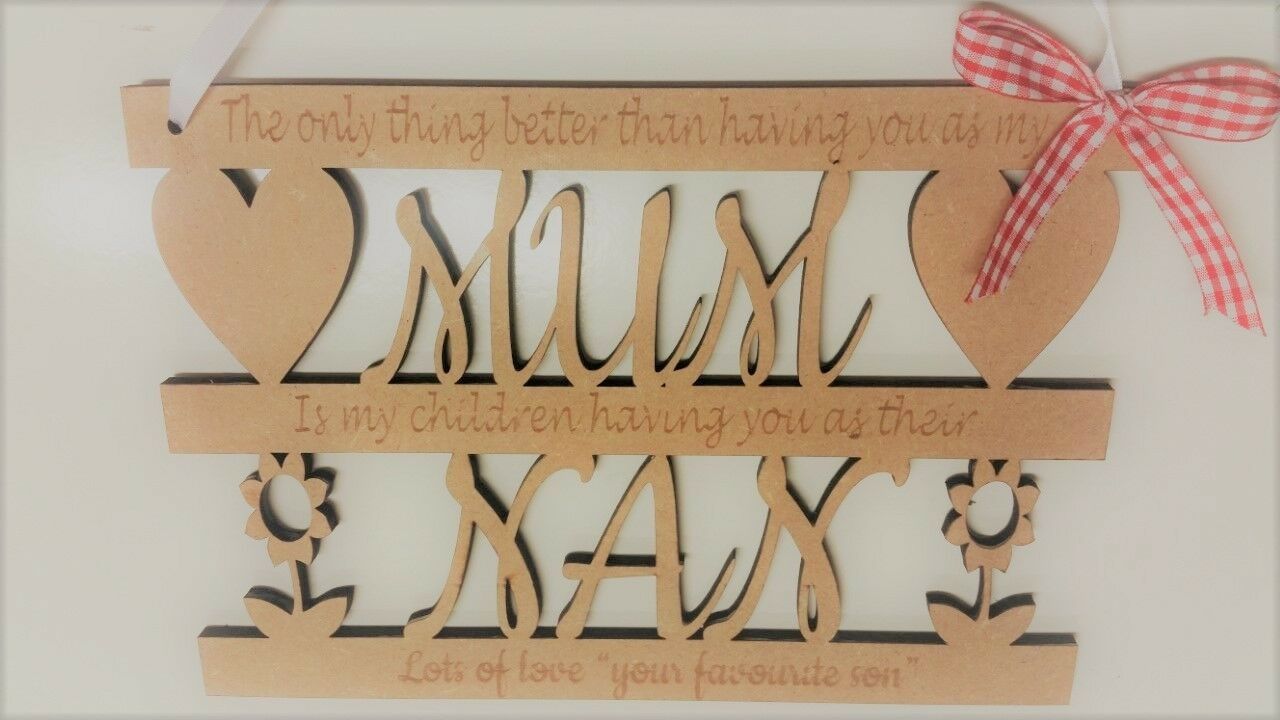 The only thing better than having you as my
MUM
Is my children having you as their
NAN
Lots of love “your favourite son”